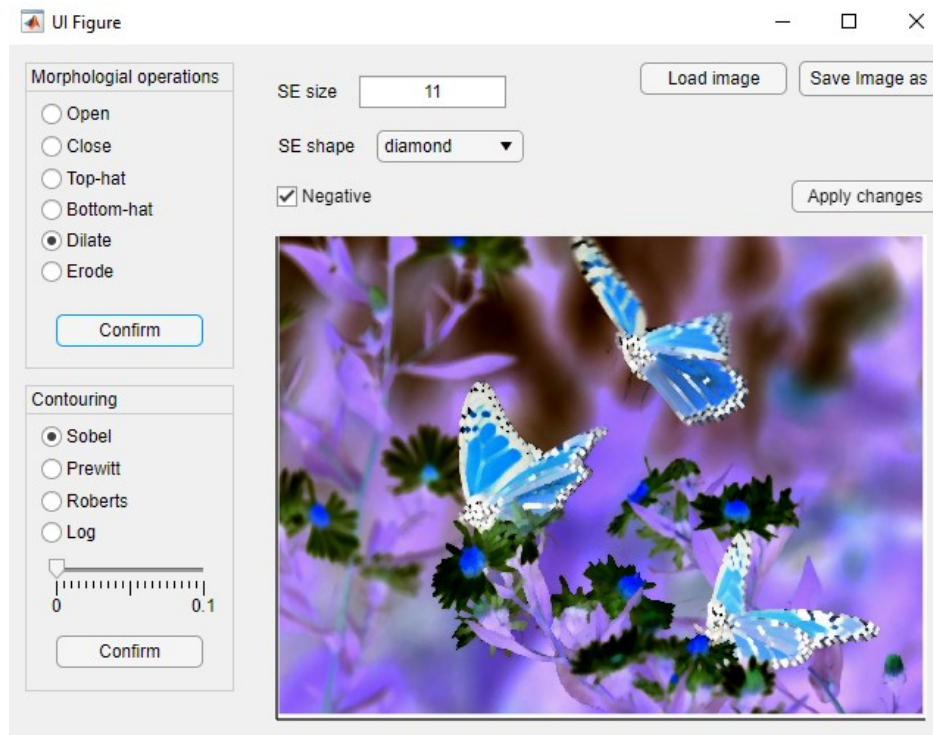 UI Figure
Morphologial operations
Open
Close
Top-hat
Bottom-hat
Dilate
Erode
Confirm
Contouring
Sobel
Prewitt
Roberts
Log
0 0.1
Confirm
SE size 11
SE shape diamond
Negative
Load image
Save Image as
Apply changes